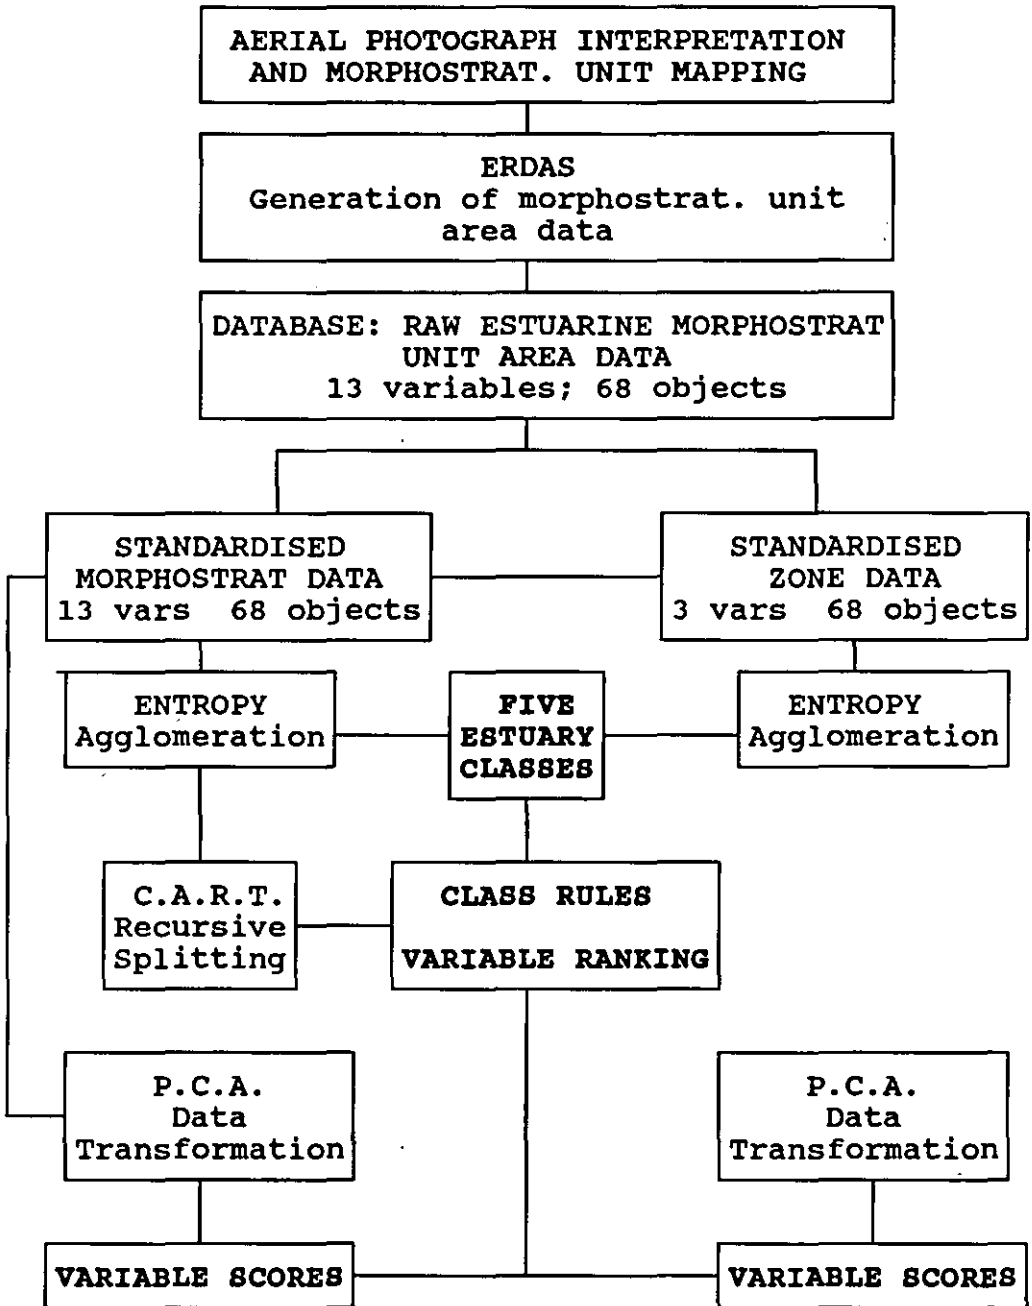 AERIAL PHOTOGRAPH INTERPRETATION
AND MORPHOSTRAT. UNIT MAPPING
ERDAS
Generation of morphostrat. unit
area data
DATABASE: RAW ESTUARINE MORPHOSTRAT
UNIT AREA DATA
13 variables; 68 objects
STANDARDISED
MORPHOSTRAT DATA
13 vars 68 objects
STANDARDISED
ZONE DATA
3 vars 68 objects
ENTROPY
Agglomeration
FIVE
ESTUARY
CLASSES
ENTROPY
Agglomeration
C.A.R.T.
Recursive
Splitting
CLASS RULES
VARIABLE RANKING
P.C.A.
Data
Transformation
P.C.A.
Data
Transformation
VARIABLE SCORES
VARIABLE SCORES